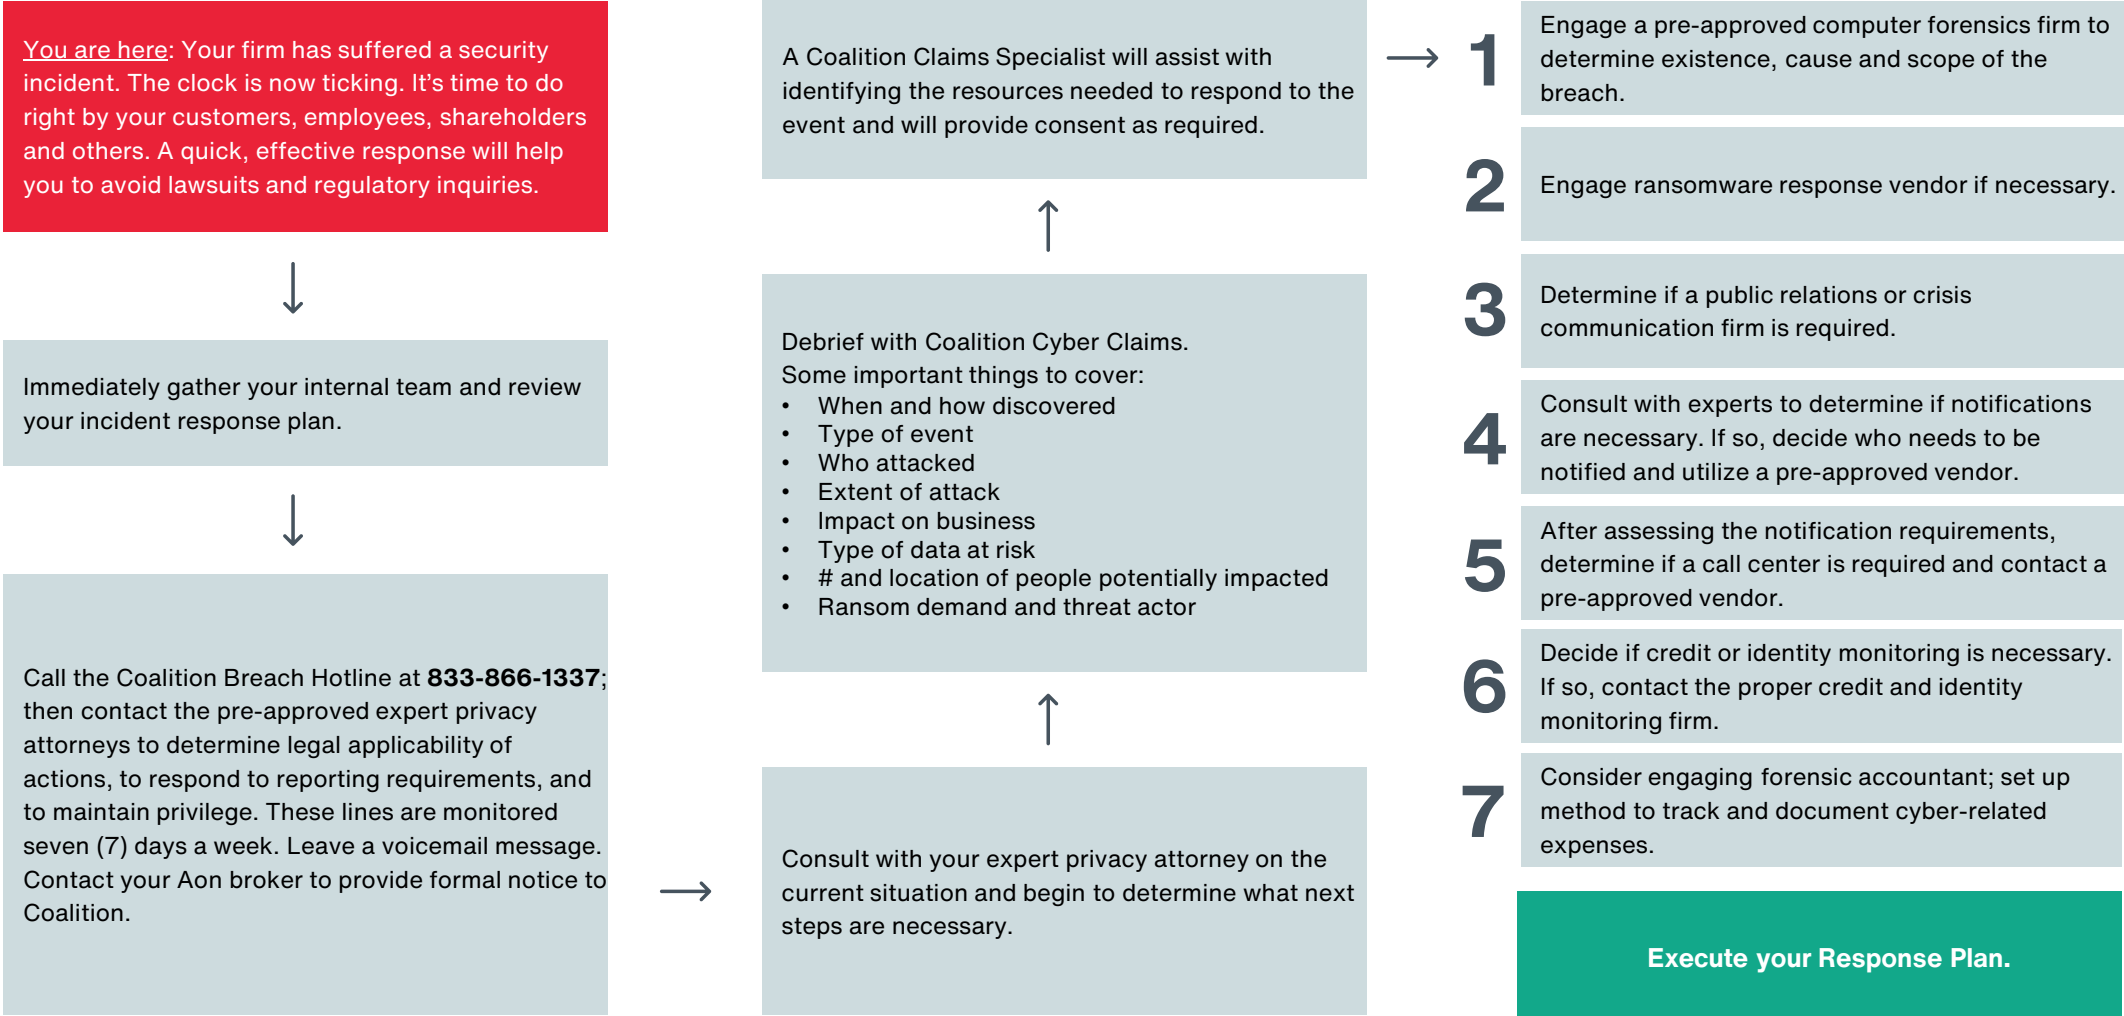 You are here: Your firm has suffered a security
incident. The clock is now ticking. It’s time to do
right by your customers, employees, shareholders
and others. A quick, effective response will help
you to avoid lawsuits and regulatory inquiries.
Immediately gather your internal team and review
your incident response plan.
Call the Coalition Breach Hotline at 833-866-1337;
then contact the pre-approved expert privacy
attorneys to determine legal applicability of
actions, to respond to reporting requirements, and
to maintain privilege. These lines are monitored
seven (7) days a week. Leave a voicemail message.
Contact your Aon broker to provide formal notice to
Coalition.
Consult with your expert privacy attorney on the
current situation and begin to determine what next
steps are necessary.
Debrief with Coalition Cyber Claims.
Some important things to cover:
• When and how discovered
• Type of event
• Who attacked
• Extent of attack
• Impact on business
• Type of data at risk
• # and location of people potentially impacted
• Ransom demand and threat actor
A Coalition Claims Specialist will assist with
identifying the resources needed to respond to the
event and will provide consent as required.
1
Engage a pre-approved computer forensics firm to
determine existence, cause and scope of the
breach.
2
Engage ransomware response vendor if necessary.
3
Determine if a public relations or crisis
communication firm is required.
4
Consult with experts to determine if notifications
are necessary. If so, decide who needs to be
notified and utilize a pre-approved vendor.
5
After assessing the notification requirements,
determine if a call center is required and contact a
pre-approved vendor.
6
Decide if credit or identity monitoring is necessary.
If so, contact the proper credit and identity
monitoring firm.
7
Consider engaging forensic accountant; set up
method to track and document cyber-related
expenses.
Execute your Response Plan.